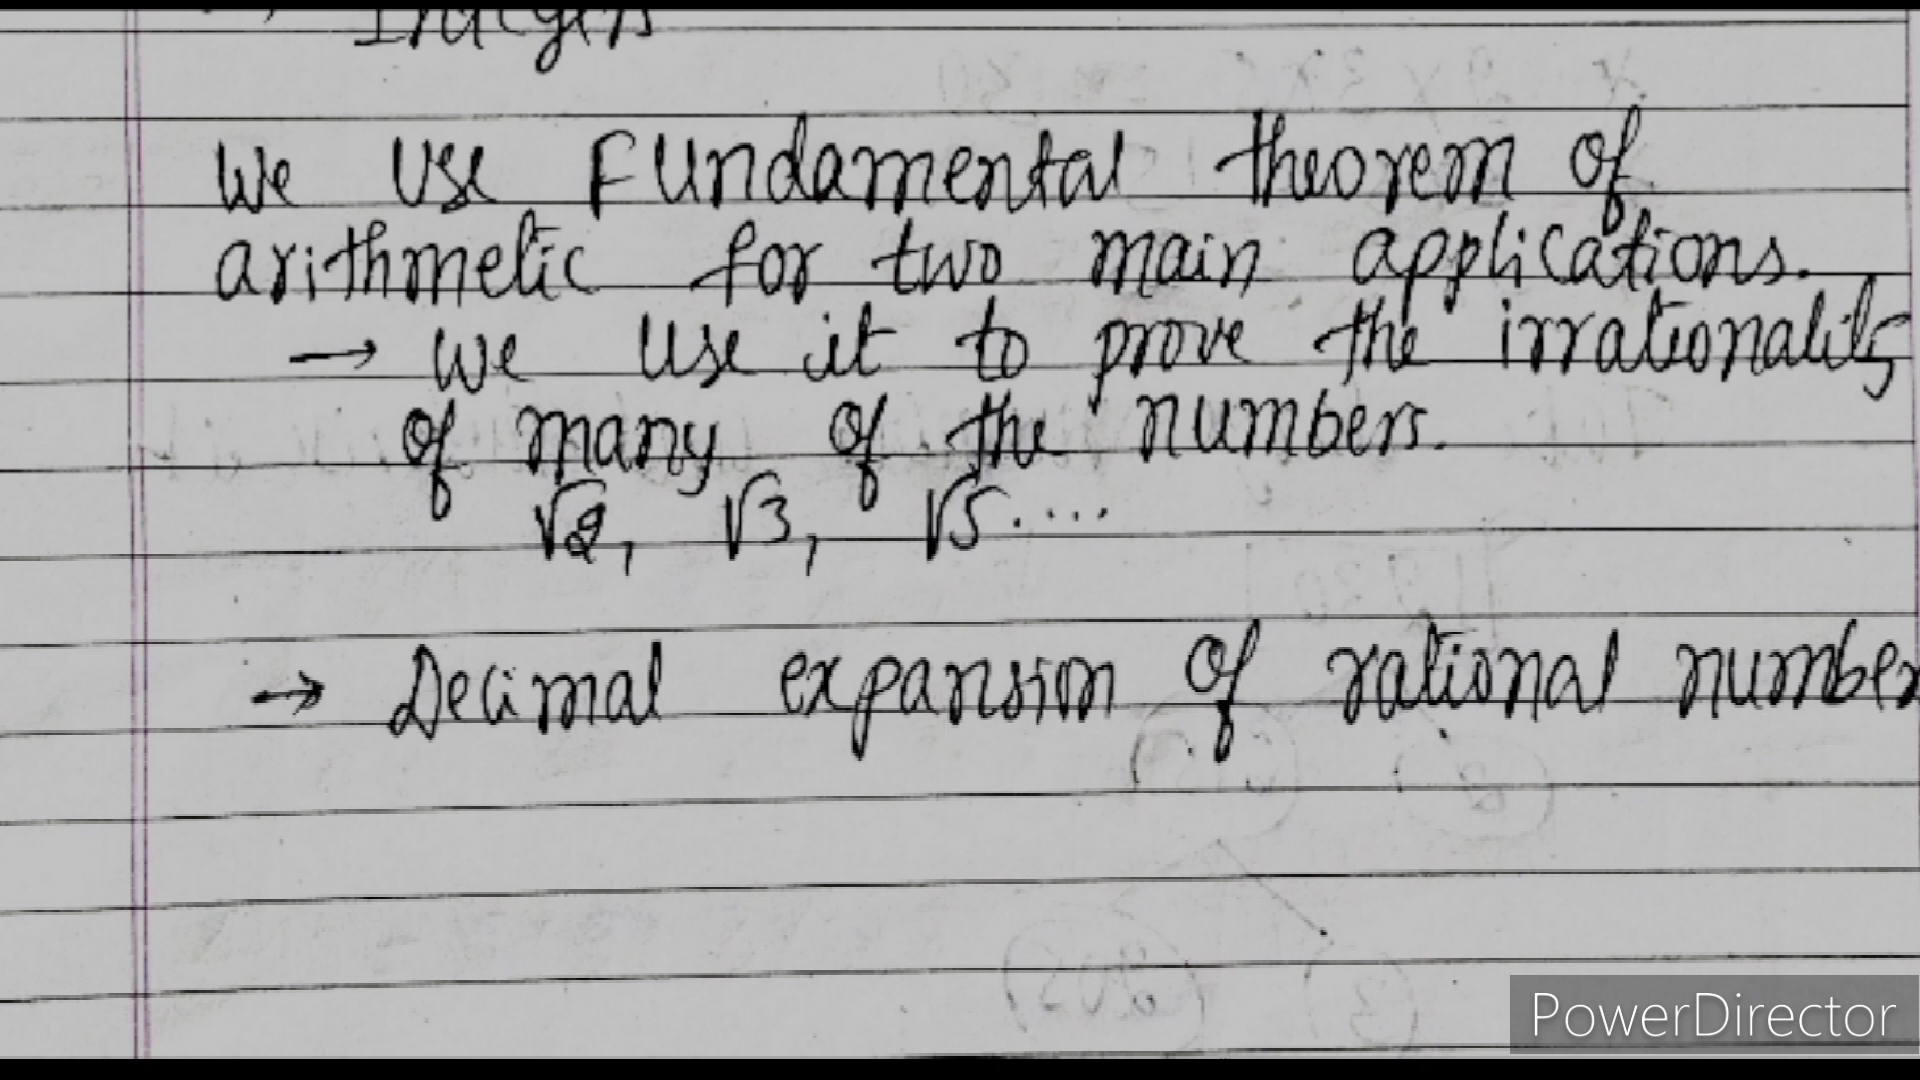 Integers
We use Fundamental theorem of
arithmetic for two main applications.
→ We use it to prove the irrationality
of many of the numbers.
√2, √3, √5.....
→ Decimal expansion of rational number
PowerDirector